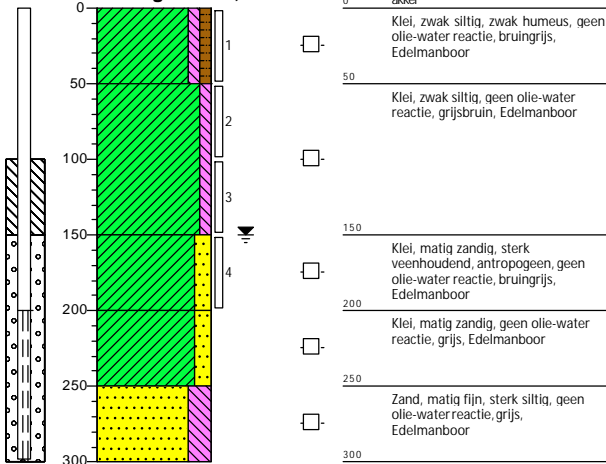 0
akker
0
Klei, zwak siltig, zwak humeus, geen
olie-water reactie, bruingrijs,
Edelmanboor
1
50
50
Klei, zwak siltig, geen olie-water
reactie, grijsbruin, Edelmanboor
2
100
3
150
150
Klei, matig zandig, sterk
veenhoudend, antropogeen, geen
olie-water reactie, bruingrijs,
Edelmanboor
4
200
200
Klei, matig zandig, geen olie-water
reactie, grijs, Edelmanboor
250
250
Zand, matig fijn, sterk siltig, geen
olie-water reactie, grijs,
Edelmanboor
300
300